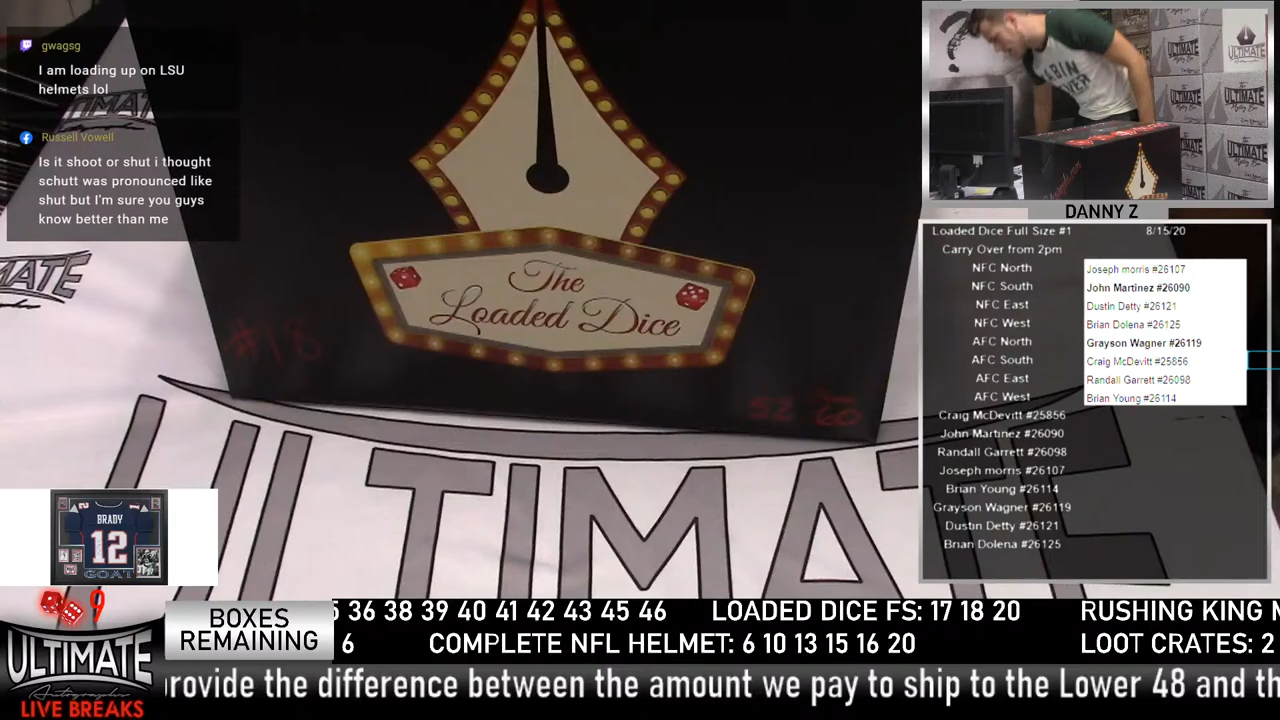 gwagsg
I am loading up on LSU
helmets lol
Russell Vowell
Is it shoot or shut i thought
schutt was pronounced like
shut but I'm sure you guys
know better than me
The
Loaded Dice
#18
52
60
ULTIMATE
BRADY
12
GOAT
9
ULTIMATE
Autographs
LIVE BREAKS
DANNY Z
Loaded Dice Full Size #1 8/15/20
Carry Over from 2pm
NFC North Joseph morris #26107
NFC South John Martinez #26090
NFC East Dustin Detty #26121
NFC West Brian Dolena #26125
AFC North Grayson Wagner #26119
AFC South Craig McDevitt #25856
AFC East Randall Garrett #26098
AFC West Brian Young #26114
Craig McDevitt #25856
John Martinez #26090
Randall Garrett #26098
Joseph morris #26107
Brian Young #26114
Grayson Wagner #26119
Dustin Detty #26121
Brian Dolena #26125
BOXES
REMAINING
36 38 39 40 41 42 43 45 46 LOADED DICE FS: 17 18 20 RUSHING KING
6 COMPLETE NFL HELMET: 6 10 13 15 16 20 LOOT CRATES: 2
provide the difference between the amount we pay to ship to the Lower 48 and